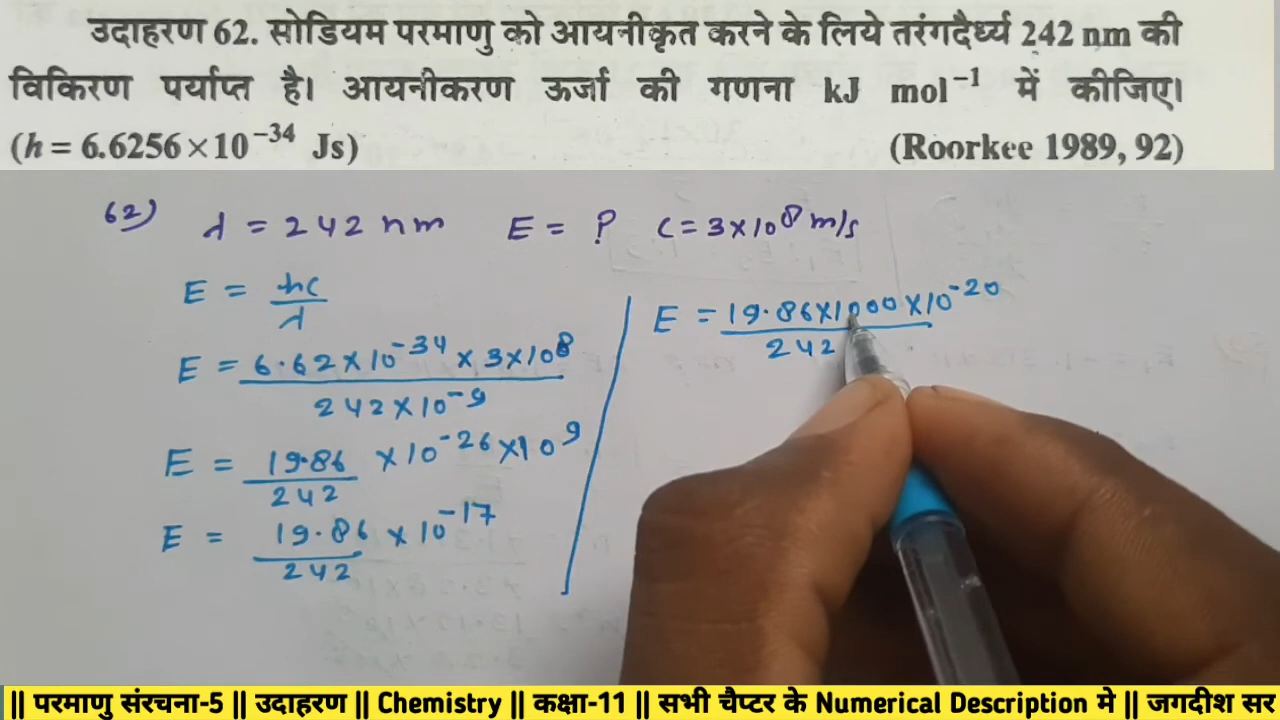 उदाहरण 62. सोडियम परमाणु को आयनीकृत करने के लिये तरंगदैर्ध्य 242 nm की
विकिरण पर्याप्त है। आयनीकरण ऊर्जा की गणना kJ mol⁻¹ में कीजिए।
(h = 6.6256×10⁻³⁴ Js) (Roorkee 1989, 92)
62) λ = 242 nm E = ? C = 3×10⁸ m/s
E = hc/λ
E = 6.62×10⁻³⁴ × 3×10⁸ / 242×10⁻⁹
E = 19.86/242 ×10⁻²⁶×10⁹
E = 19.86/242 × 10⁻¹⁷
E = 19.86×1000×10⁻²⁰ / 242
|| परमाणु संरचना-5 || उदाहरण || Chemistry || कक्षा-11 || सभी चैप्टर के Numerical Description मे || जगदीश सर